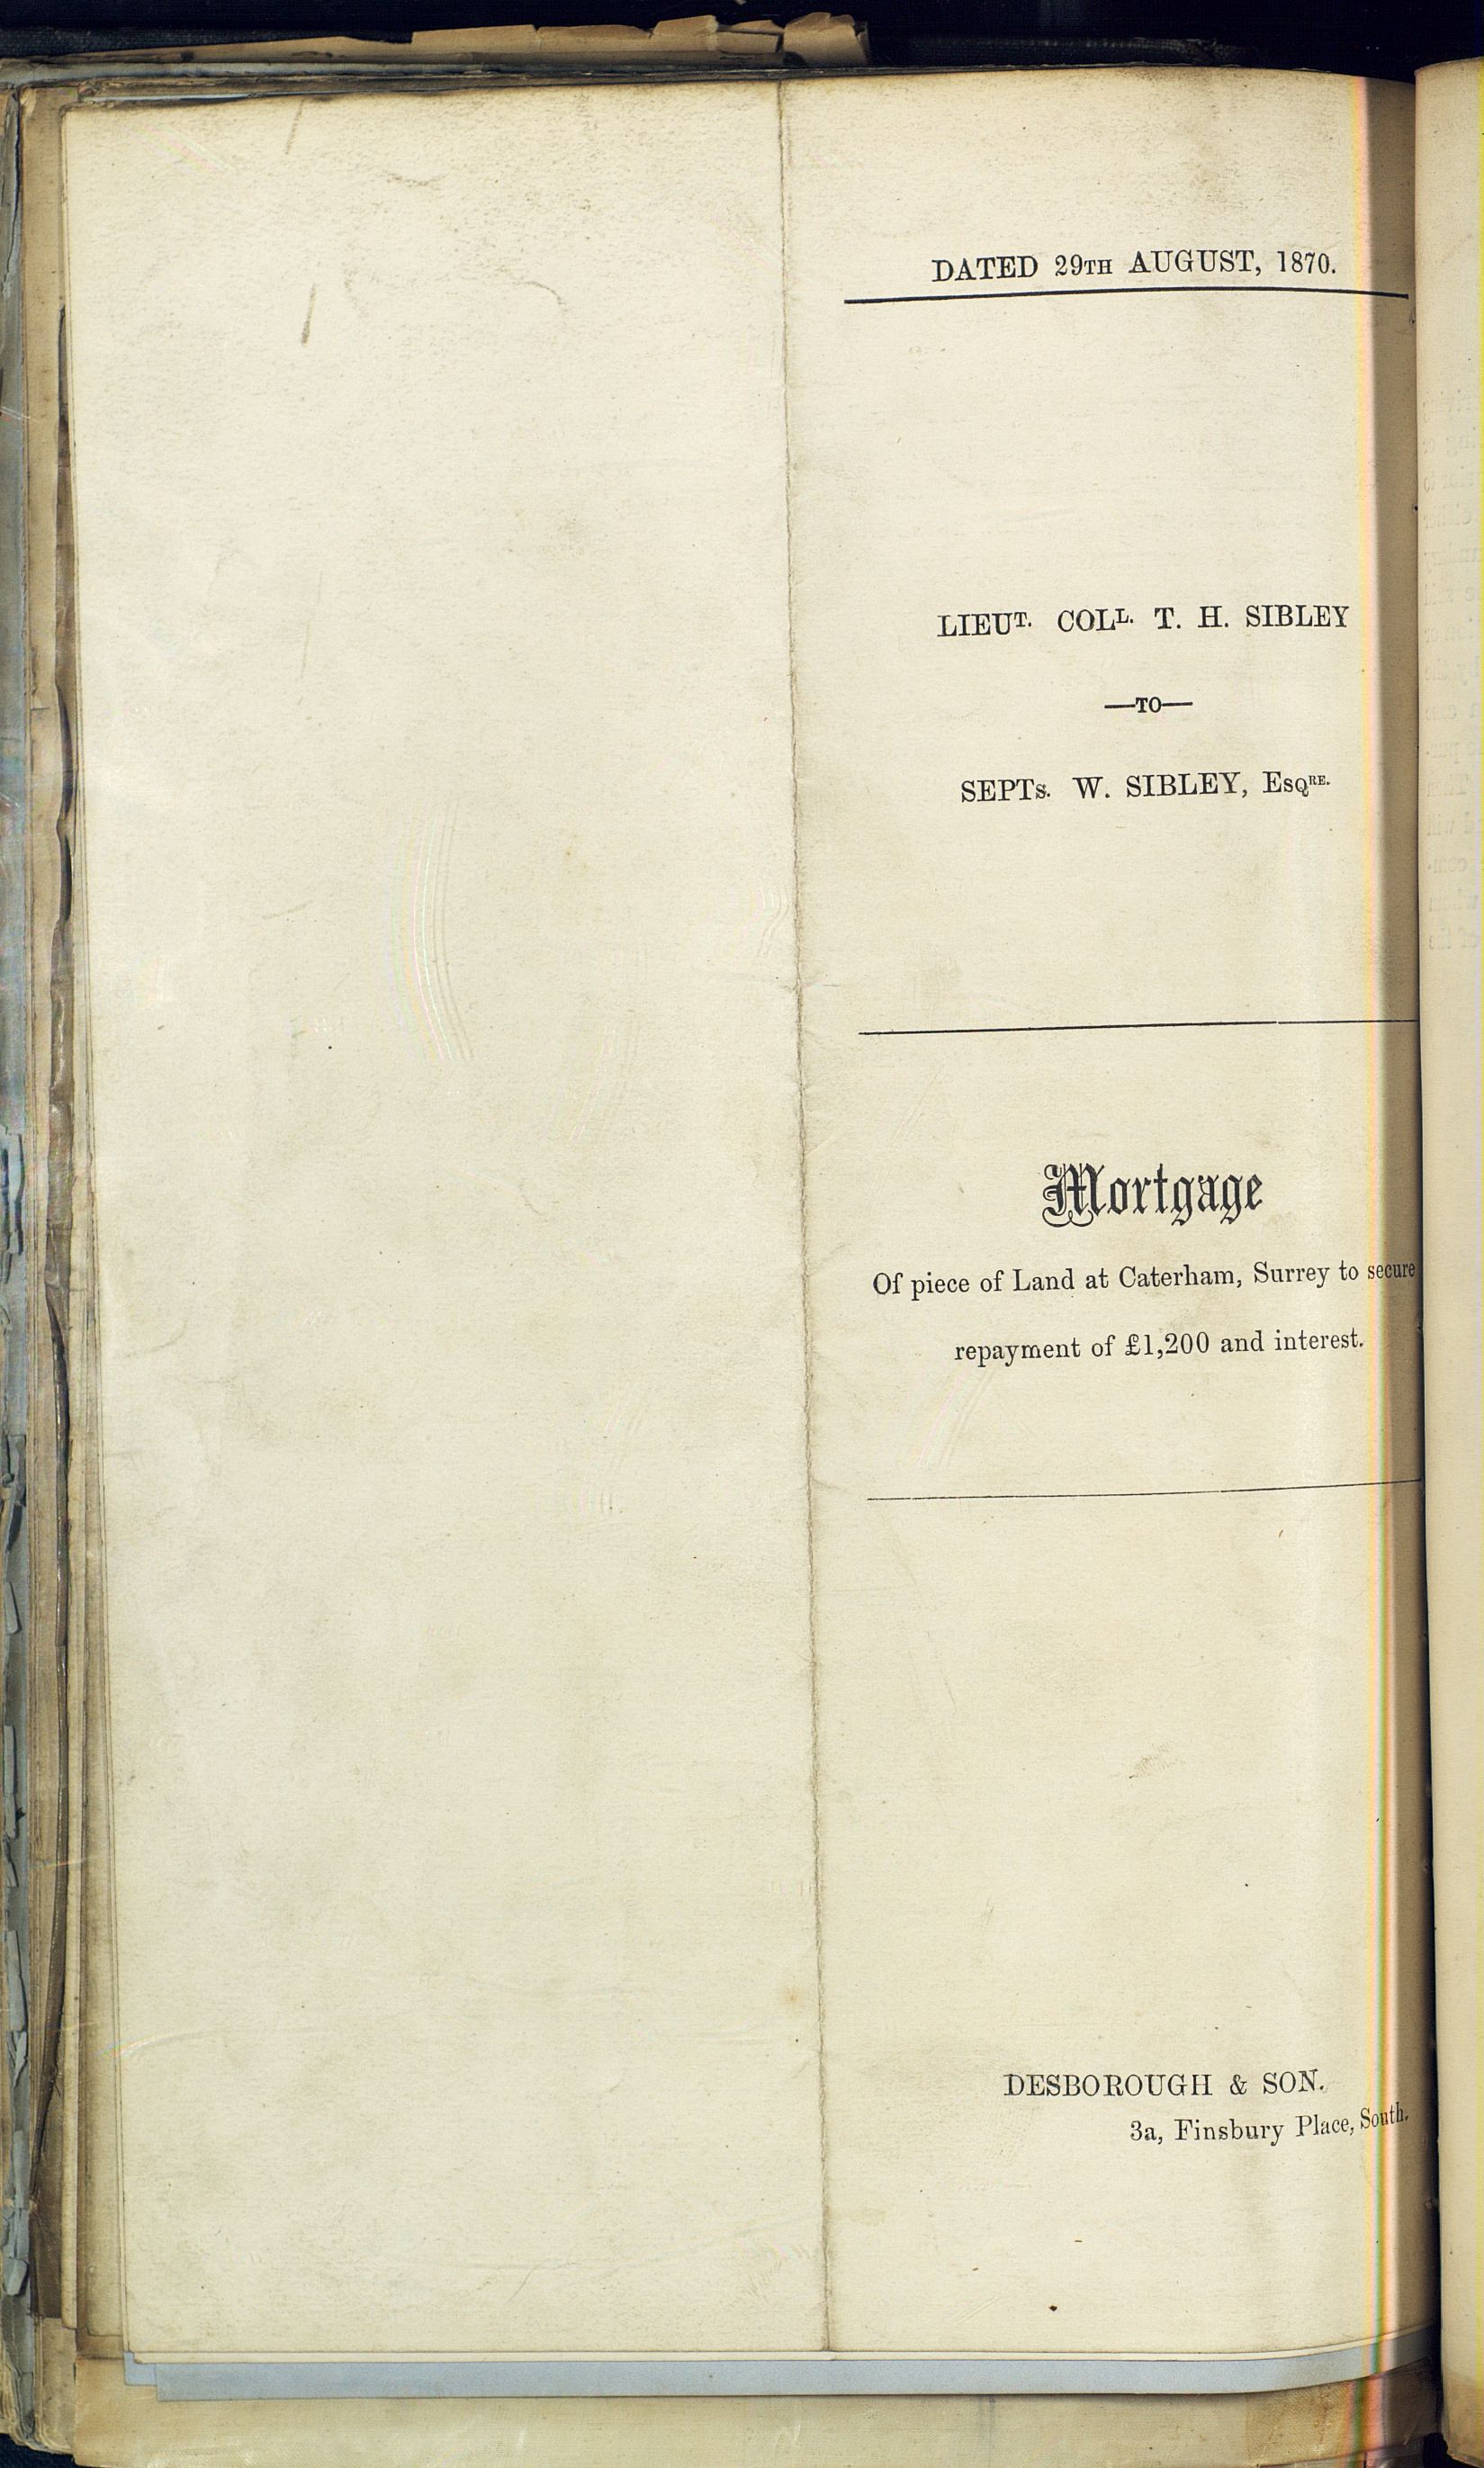 DATED 29TH AUGUST, 1870.
LIEUT. COLL. T. H. SIBLEY
—TO—
SEPTs. W. SIBLEY, EsqRE.
Mortgage
Of piece of Land at Caterham, Surrey to secure
repayment of £1,200 and interest.
DESBOROUGH & SON.
3a, Finsbury Place, South.